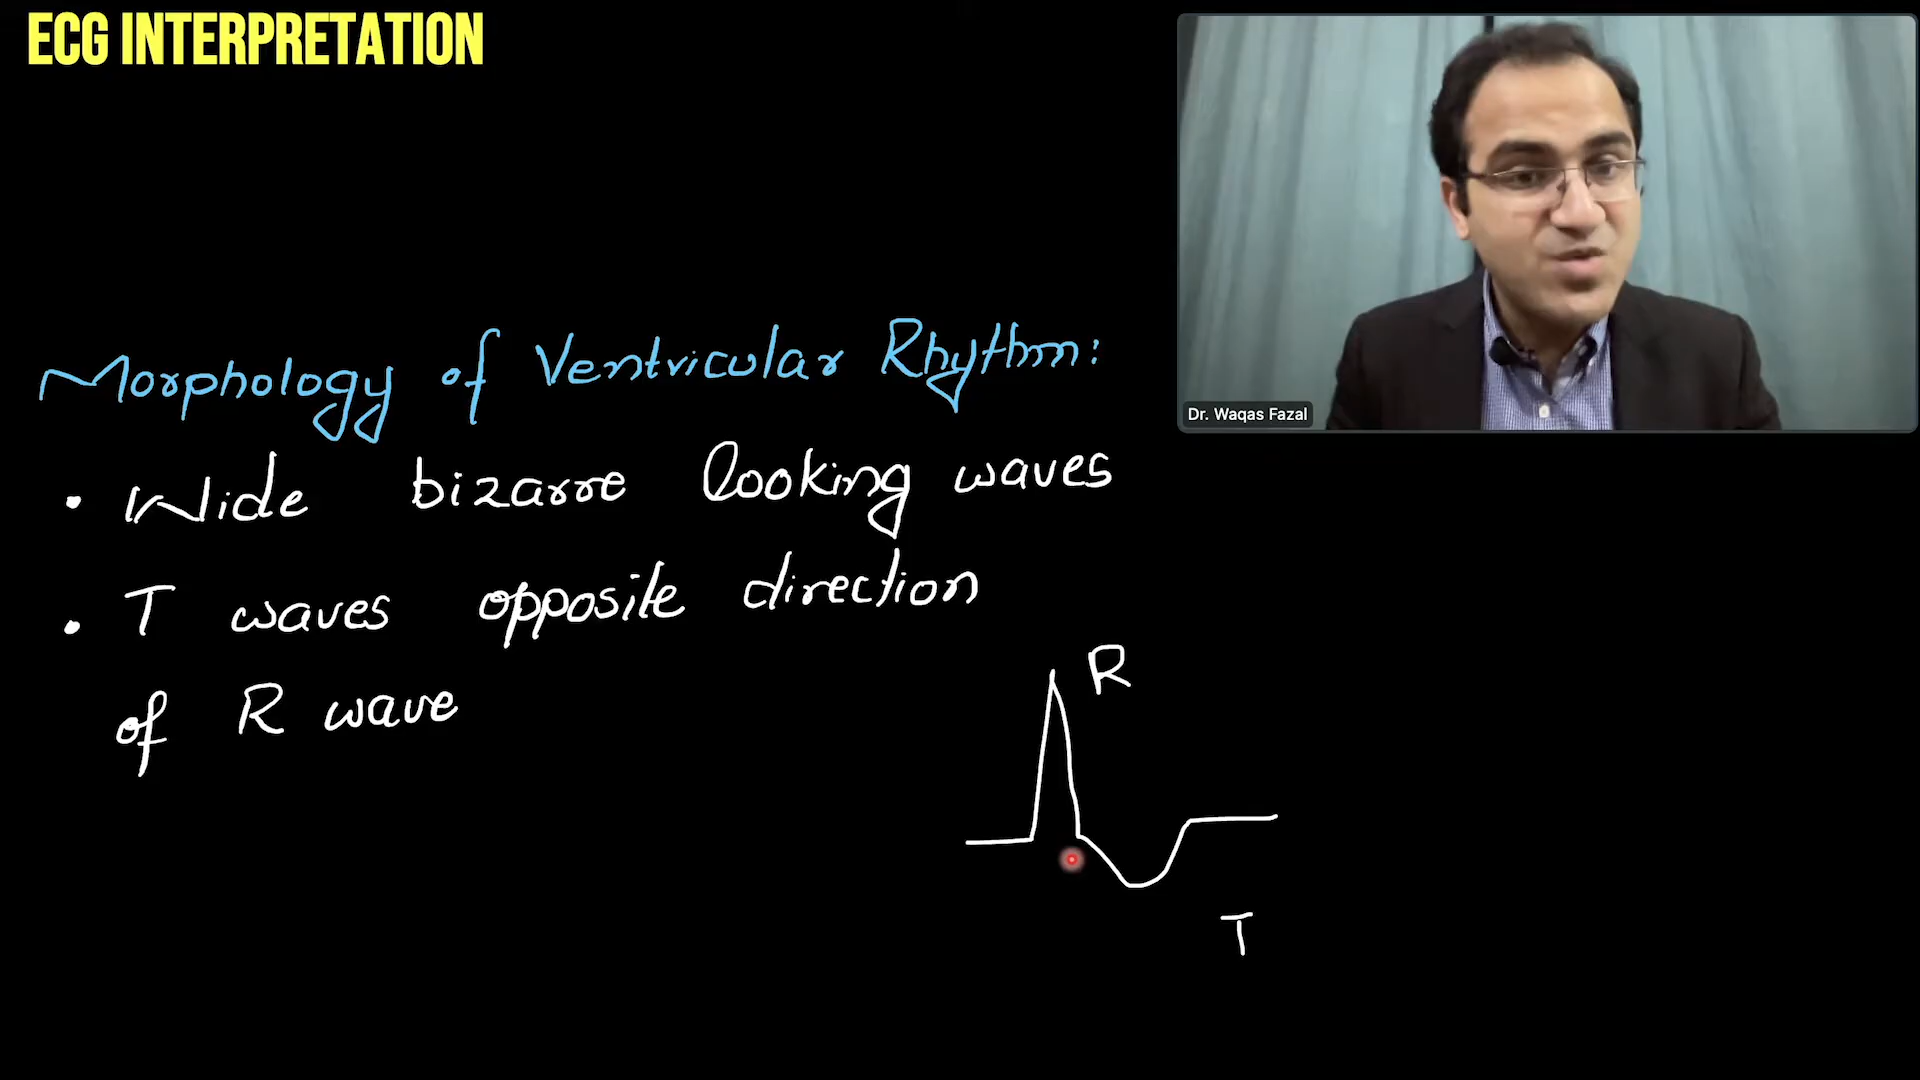 ECG INTERPRETATION
Dr. Waqas Fazal
Morphology of Ventricular Rhythm:
• Wide bizarre looking waves
• T waves opposite direction
of R wave
R
T